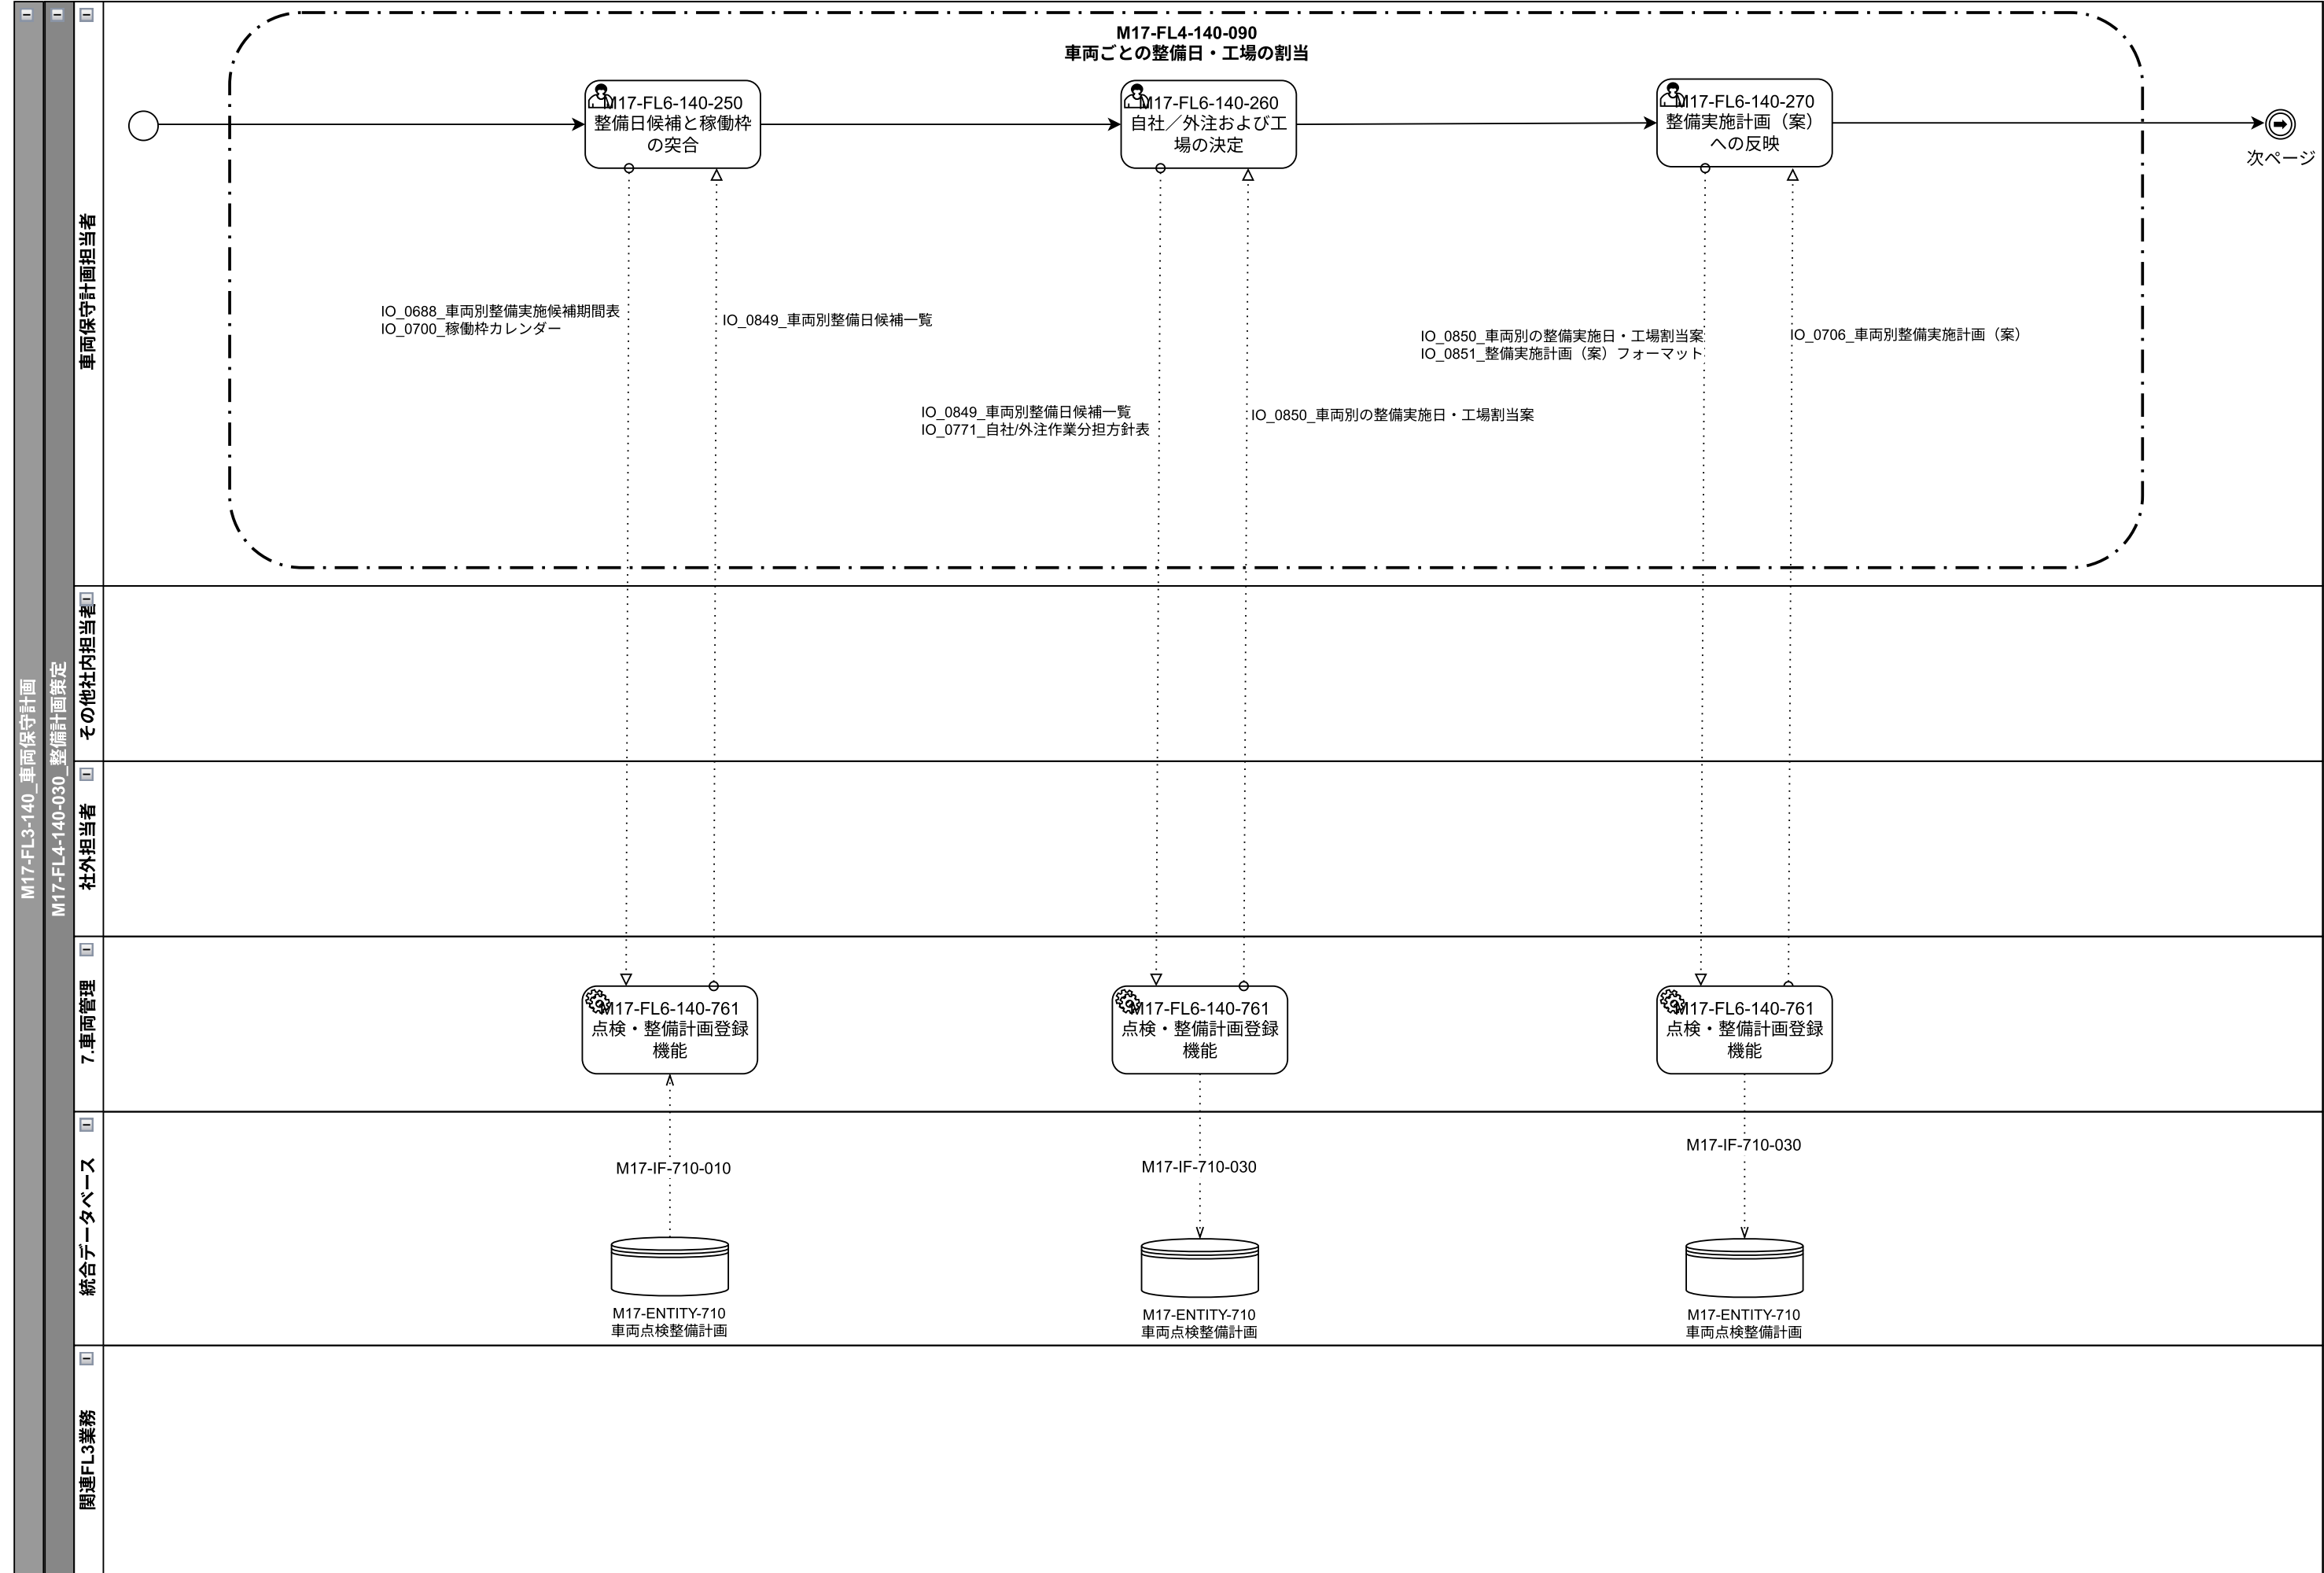 M17-FL3-140_車両保守計画
M17-FL4-140-030_整備計画策定
車両保守計画担当者
M17-FL4-140-090
車両ごとの整備日・工場の割当
M17-FL6-140-250
整備日候補と稼働枠
の突合
M17-FL6-140-260
自社／外注および工
場の決定
M17-FL6-140-270
整備実施計画（案）
への反映
次ページ
IO_0688_車両別整備実施候補期間表
IO_0700_稼働枠カレンダー
IO_0849_車両別整備日候補一覧
IO_0849_車両別整備日候補一覧
IO_0771_自社/外注作業分担方針表
IO_0850_車両別の整備実施日・工場割当案
IO_0850_車両別の整備実施日・工場割当案
IO_0851_整備実施計画（案）フォーマット
IO_0706_車両別整備実施計画（案）
その他社内担当者
社外担当者
7.車両管理
M17-FL6-140-761
点検・整備計画登録
機能
M17-FL6-140-761
点検・整備計画登録
機能
M17-FL6-140-761
点検・整備計画登録
機能
統合データベース
M17-IF-710-010
M17-IF-710-030
M17-IF-710-030
M17-ENTITY-710
車両点検整備計画
M17-ENTITY-710
車両点検整備計画
M17-ENTITY-710
車両点検整備計画
関連FL3業務